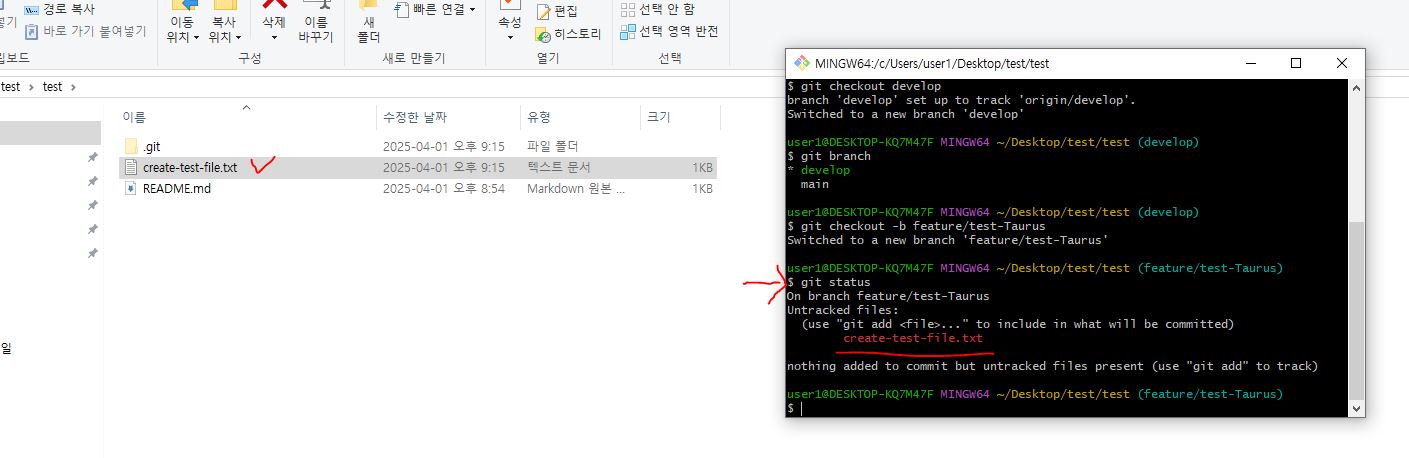 경로 복사
바로 가기 붙여넣기
이동
위치
복사
위치
삭제
이름
바꾸기
구성
새
폴더
빠른 연결
새로 만들기
속성
편집
히스토리
열기
선택 안 함
선택 영역 반전
선택
test › test ›
이름 수정한 날짜 유형 크기
.git 2025-04-01 오후 9:15 파일 폴더
create-test-file.txt 2025-04-01 오후 9:15 텍스트 문서 1KB
README.md 2025-04-01 오후 8:54 Markdown 원본 ... 1KB
일
MINGW64:/c/Users/user1/Desktop/test/test
$ git checkout develop
branch 'develop' set up to track 'origin/develop'.
Switched to a new branch 'develop'
user1@DESKTOP-KQ7M47F MINGW64 ~/Desktop/test/test (develop)
$ git branch
* develop
main
user1@DESKTOP-KQ7M47F MINGW64 ~/Desktop/test/test (develop)
$ git checkout -b feature/test-Taurus
Switched to a new branch 'feature/test-Taurus'
user1@DESKTOP-KQ7M47F MINGW64 ~/Desktop/test/test (feature/test-Taurus)
$ git status
On branch feature/test-Taurus
Untracked files:
(use "git add <file>..." to include in what will be committed)
create-test-file.txt
nothing added to commit but untracked files present (use "git add" to track)
user1@DESKTOP-KQ7M47F MINGW64 ~/Desktop/test/test (feature/test-Taurus)
$